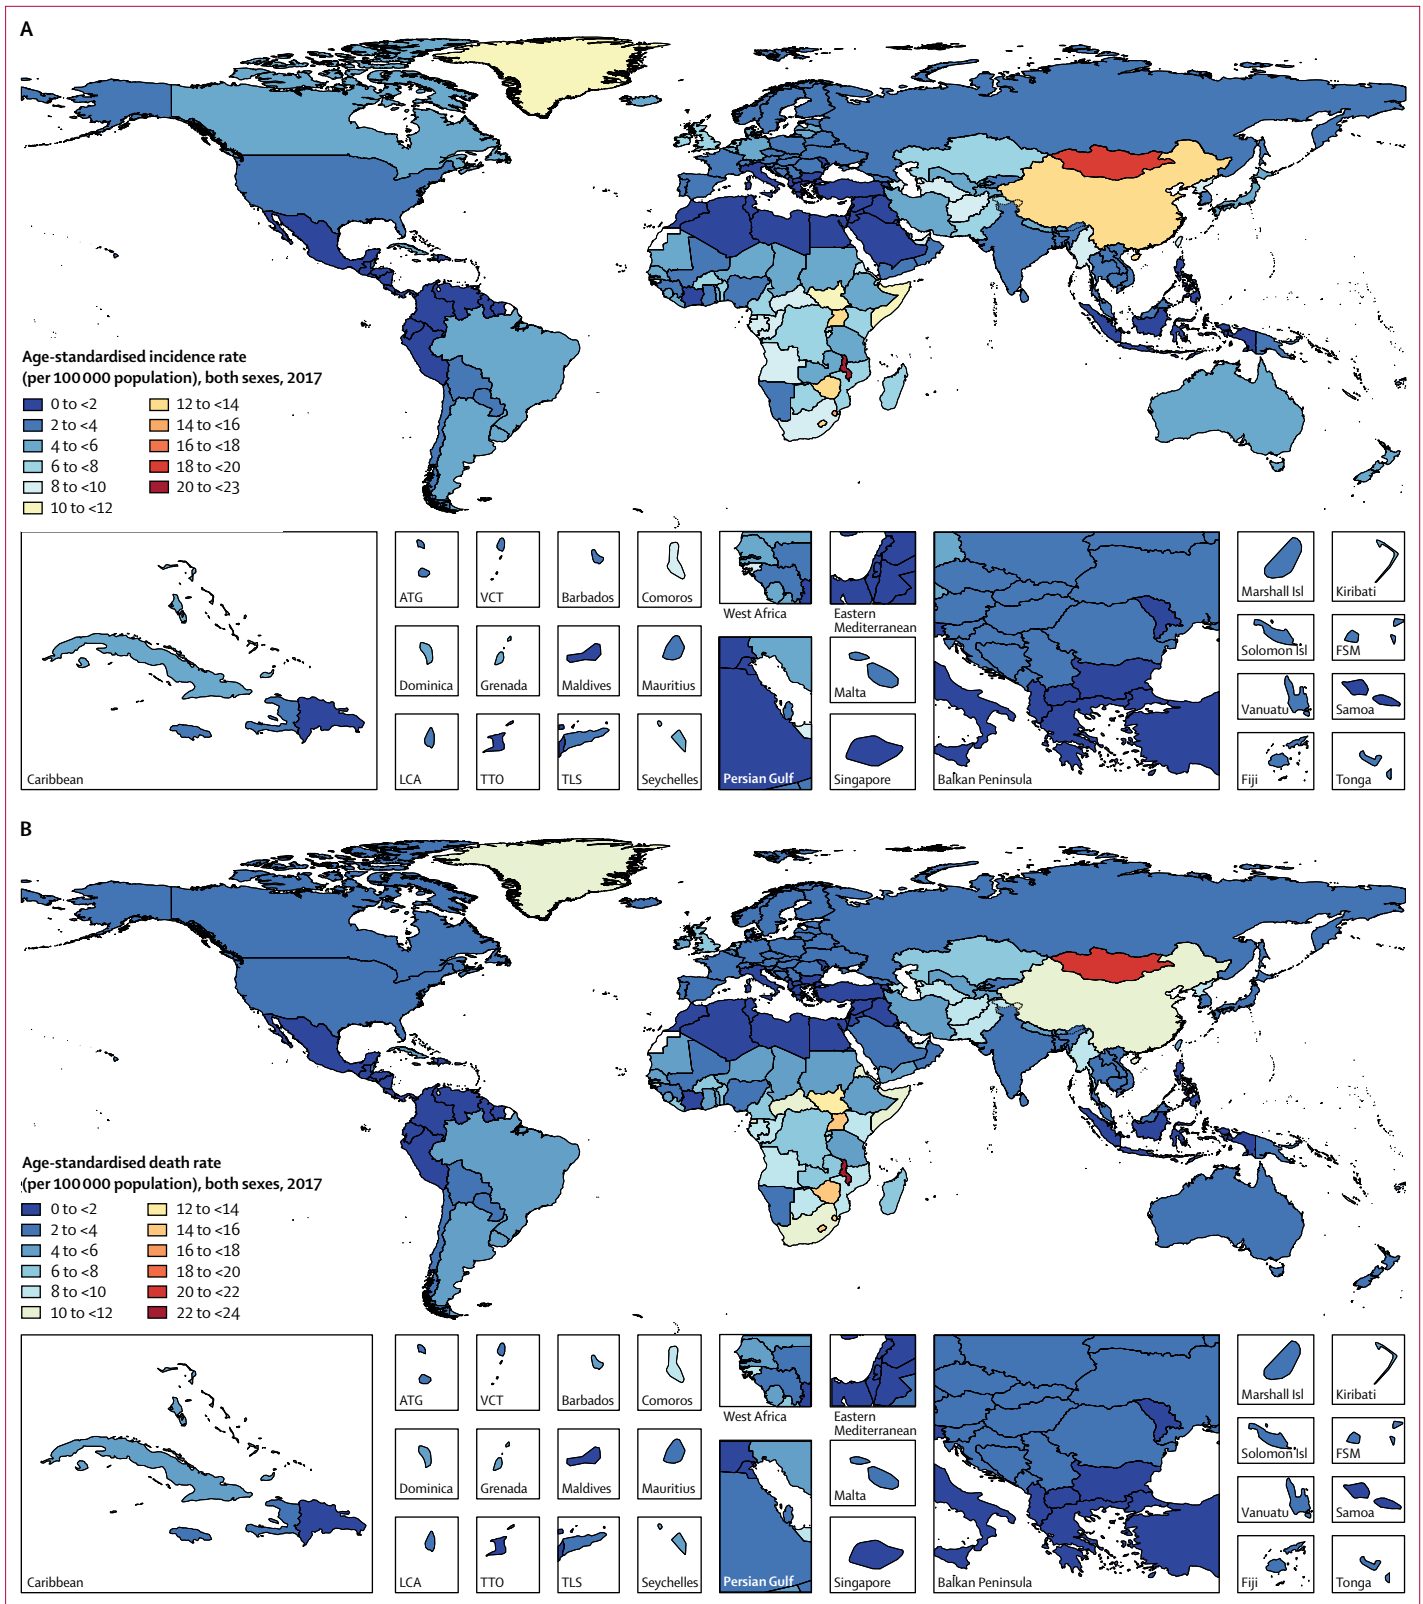 A
Age-standardised incidence rate
(per 100 000 population), both sexes, 2017
0 to <2
2 to <4
4 to <6
6 to <8
8 to <10
10 to <12
12 to <14
14 to <16
16 to <18
18 to <20
20 to <23
Caribbean
ATG
VCT
Barbados
Comoros
Dominica
Grenada
Maldives
Mauritius
LCA
TTO
TLS
Seychelles
West Africa
Eastern
Mediterranean
Persian Gulf
Malta
Singapore
Balkan Peninsula
Marshall Isl
Kiribati
Solomon Isl
FSM
Vanuatu
Samoa
Fiji
Tonga
B
Age-standardised death rate
(per 100 000 population), both sexes, 2017
0 to <2
2 to <4
4 to <6
6 to <8
8 to <10
10 to <12
12 to <14
14 to <16
16 to <18
18 to <20
20 to <22
22 to <24
Caribbean
ATG
VCT
Barbados
Comoros
Dominica
Grenada
Maldives
Mauritius
LCA
TTO
TLS
Seychelles
West Africa
Eastern
Mediterranean
Persian Gulf
Malta
Singapore
Balkan Peninsula
Marshall Isl
Kiribati
Solomon Isl
FSM
Vanuatu
Samoa
Fiji
Tonga